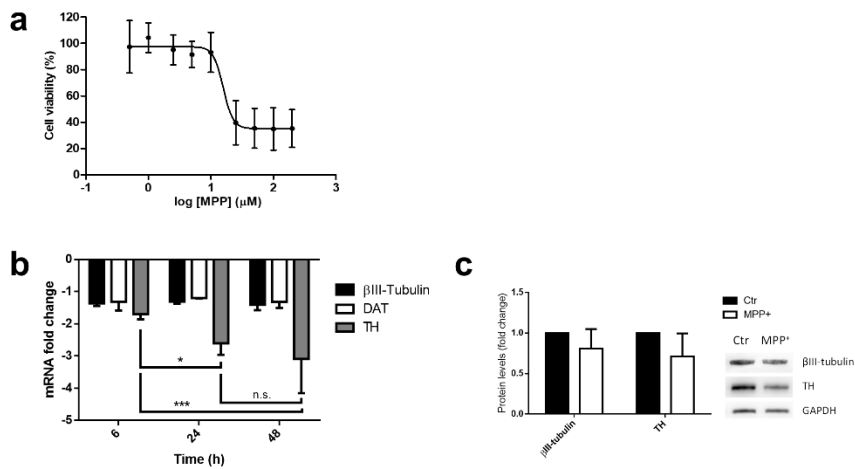 a
120
100
80
60
40
20
0
Cell viability (%)
-1
0
1
2
3
log [MPP] (μM)
b
0
-1
-2
-3
-4
-5
mRNA fold change
*
***
n.s.
6
24
48
Time (h)
βIII-Tubulin
DAT
TH
c
Ctr
MPP+
1.5
1.0
0.5
0.0
Protein levels (fold change)
βIII-tubulin
TH
Ctr MPP⁺
βIII-tubulin
TH
GAPDH